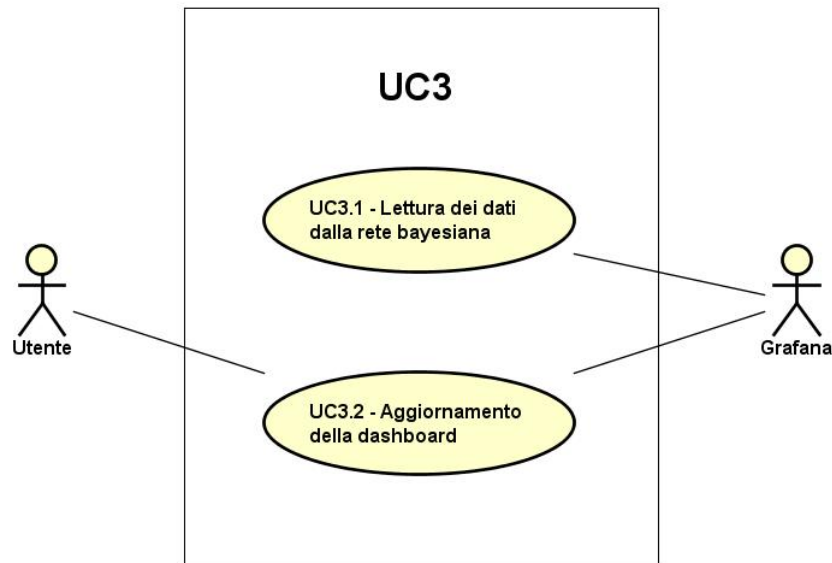 UC3
UC3.1 - Lettura dei dati
dalla rete bayesiana
Utente
Grafana
UC3.2 - Aggiornamento
della dashboard